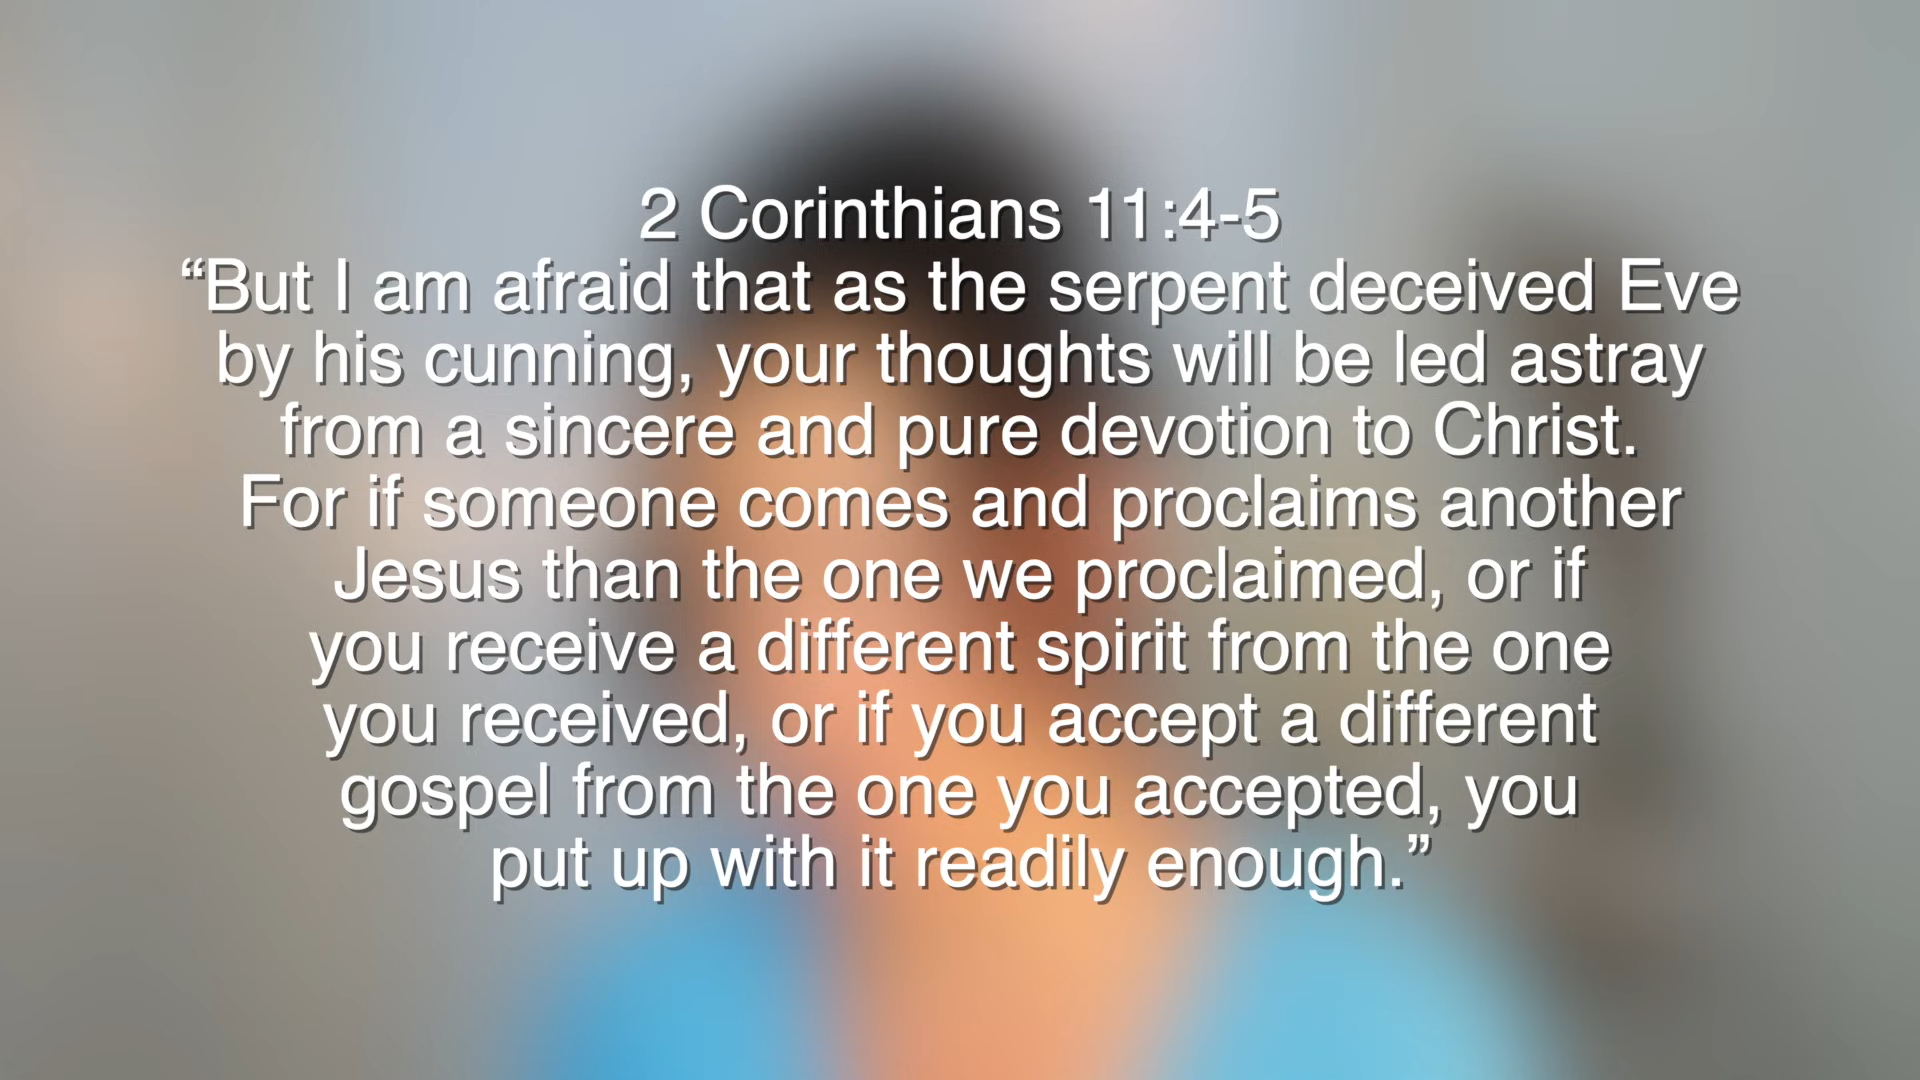 2 Corinthians 11:4-5
“But I am afraid that as the serpent deceived Eve
by his cunning, your thoughts will be led astray
from a sincere and pure devotion to Christ.
For if someone comes and proclaims another
Jesus than the one we proclaimed, or if
you receive a different spirit from the one
you received, or if you accept a different
gospel from the one you accepted, you
put up with it readily enough.”